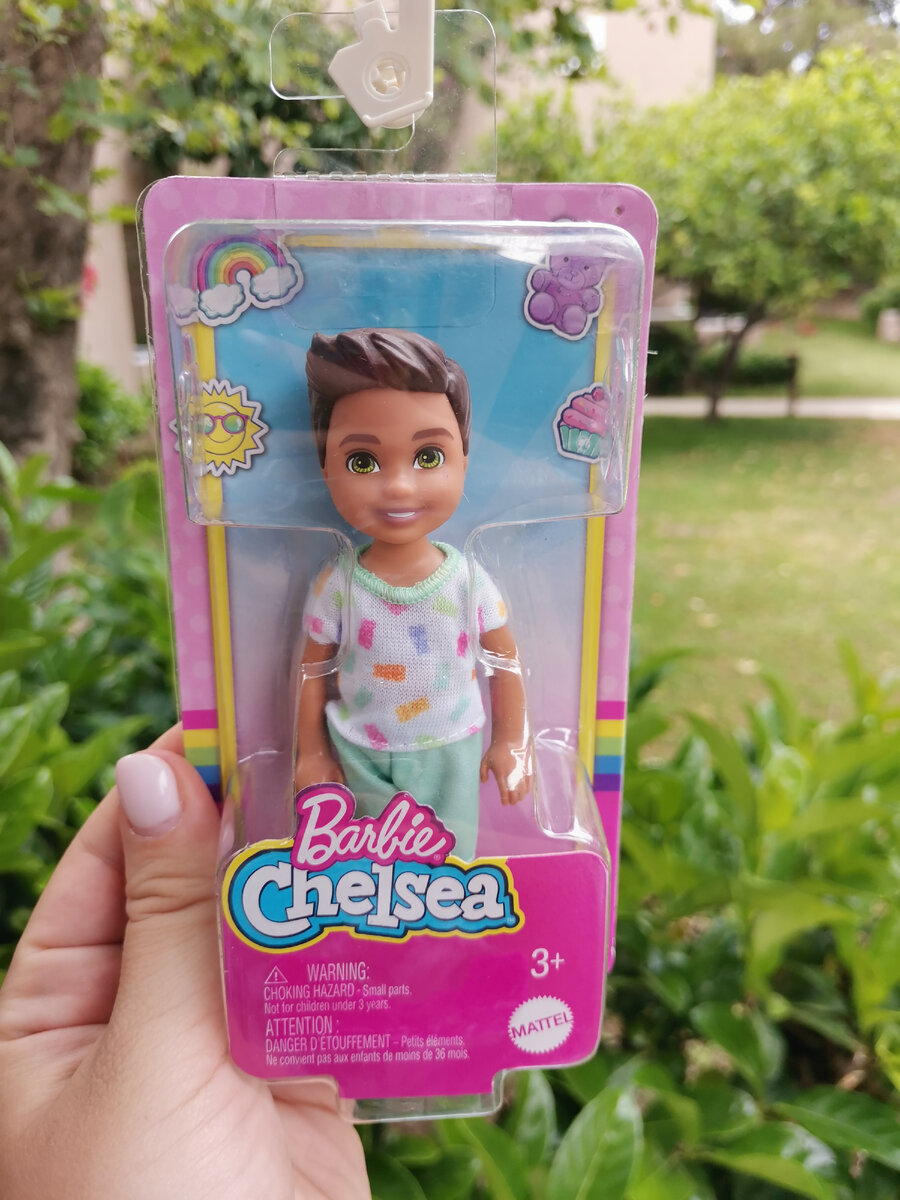 Barbie
Chelsea
3+
WARNING:
CHOKING HAZARD - Small parts.
Not for children under 3 years.
ATTENTION :
DANGER D'ÉTOUFFEMENT – Petits éléments.
Ne convient pas aux enfants de moins de 36 mois.
MATTEL